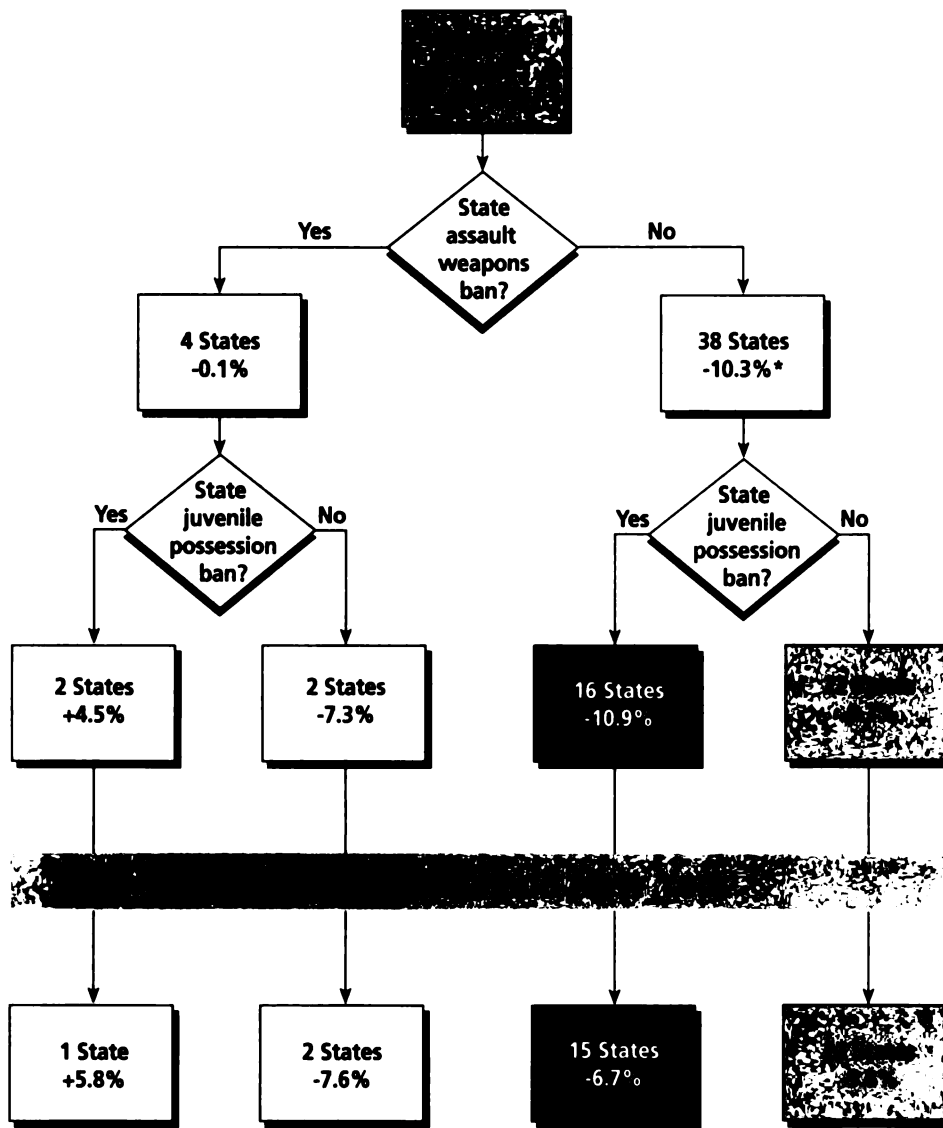 State
assault
weapons
ban?
Yes
No
4 States
-0.1%
38 States
-10.3%*
State
juvenile
possession
ban?
Yes
No
State
juvenile
possession
ban?
Yes
No
2 States
+4.5%
2 States
-7.3%
16 States
-10.9%
1 State
+5.8%
2 States
-7.6%
15 States
-6.7%